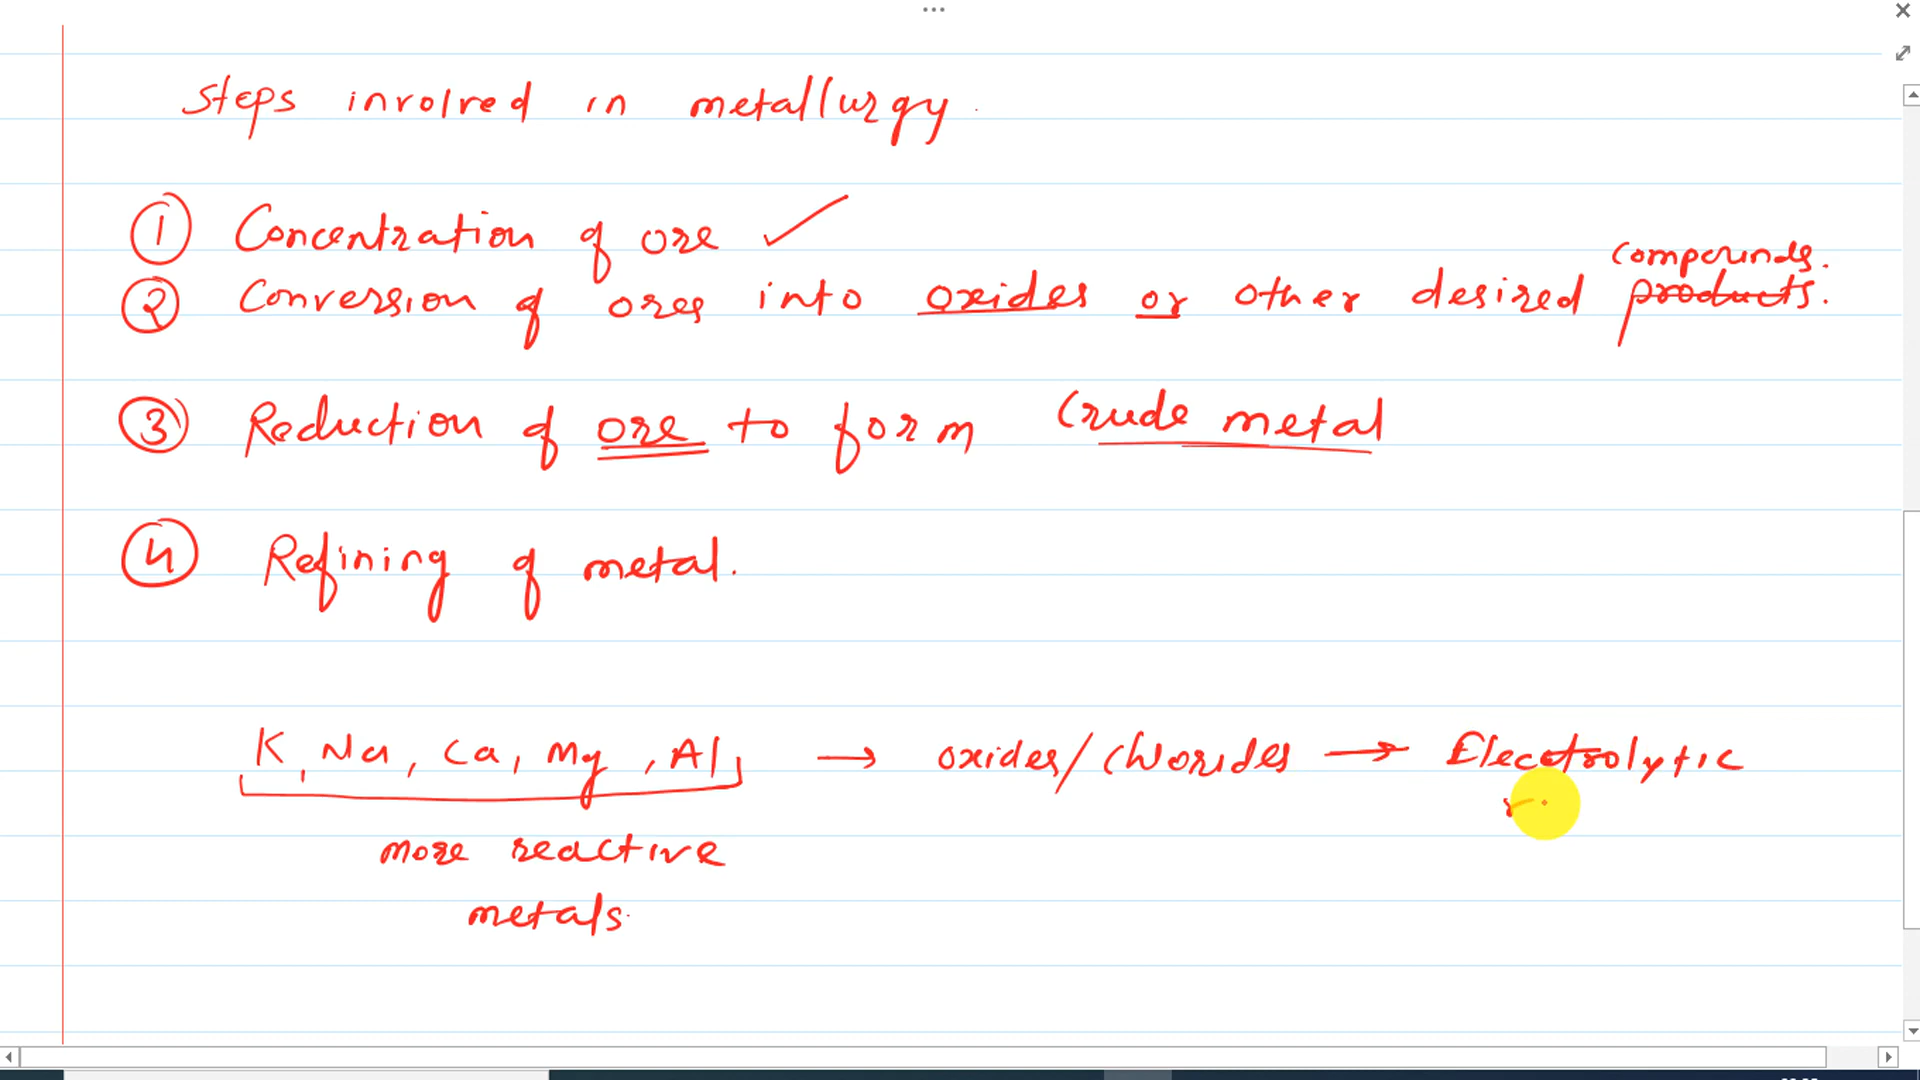 Steps involved in metallurgy.
① Concentration of ore ✓
compounds.
② Conversion of ores into oxides or other desired products.
③ Reduction of ore to form Crude metal
④ Refining of metal.
K, Na, Ca, Mg, Al → oxides/chlorides → Electrolytic
more reactive
metals.